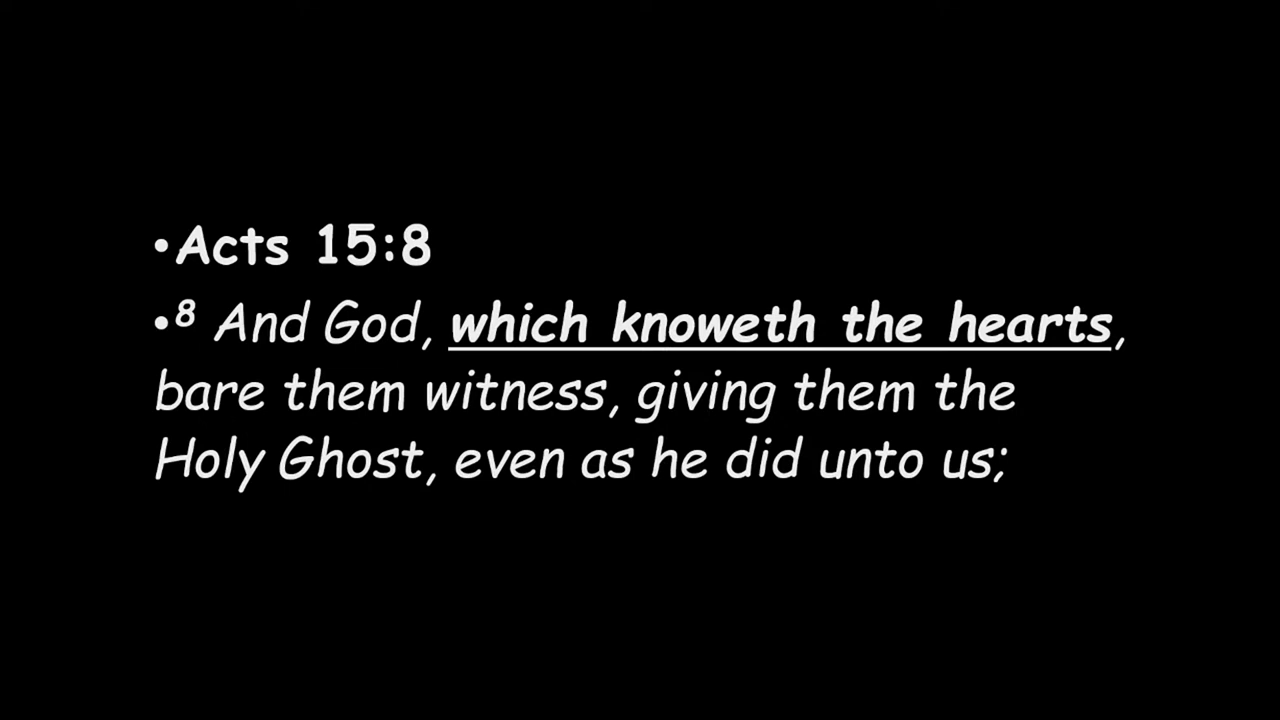 •Acts 15:8
•⁸ And God, which knoweth the hearts,
bare them witness, giving them the
Holy Ghost, even as he did unto us;